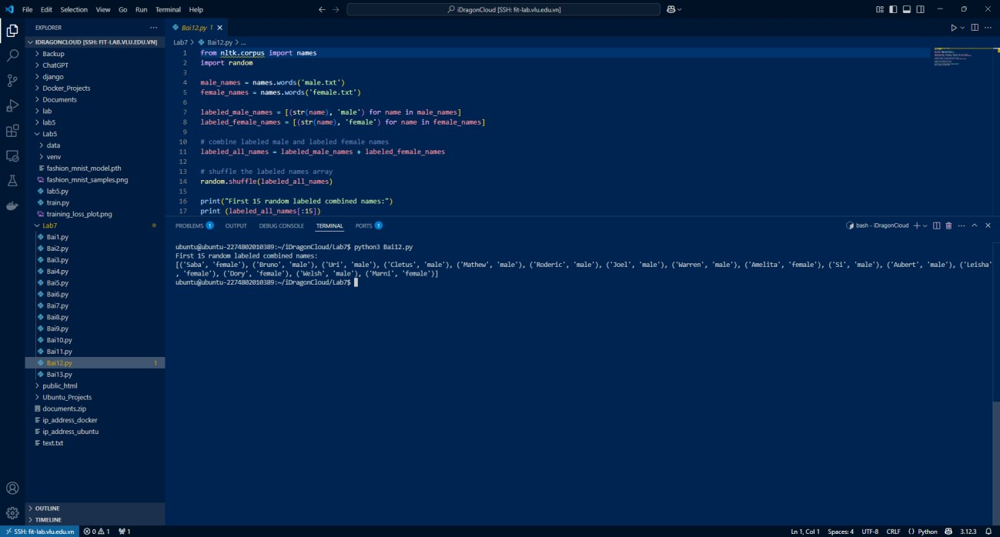 File Edit Selection View Go Run Terminal Help
iDragonCloud [SSH: fit-lab.vlu.edu.vn]
EXPLORER
IDRAGONCLOUD [SSH: FIT-LAB.VLU.EDU.VN]
Backup
ChatGPT
django
Docker_Projects
Documents
lab
lab5
Lab5
data
venv
fashion_mnist_model.pth
fashion_mnist_samples.png
lab5.py
train.py
training_loss_plot.png
Lab7
Bai1.py
Bai2.py
Bai3.py
Bai4.py
Bai5.py
Bai6.py
Bai7.py
Bai8.py
Bai9.py
Bai10.py
Bai11.py
Bai12.py 1
Bai13.py
public_html
Ubuntu_Projects
documents.zip
ip_address_docker
ip_address_ubuntu
text.txt
OUTLINE
TIMELINE
Bai12.py 1
Lab7 > Bai12.py > ...
1 from nltk.corpus import names
2 import random
3
4 male_names = names.words('male.txt')
5 female_names = names.words('female.txt')
6
7 labeled_male_names = [(str(name), 'male') for name in male_names]
8 labeled_female_names = [(str(name), 'female') for name in female_names]
9
10 # combine labeled male and labeled female names
11 labeled_all_names = labeled_male_names + labeled_female_names
12
13 # shuffle the labeled names array
14 random.shuffle(labeled_all_names)
15
16 print("First 15 random labeled combined names:")
17 print (labeled_all_names[:15])
PROBLEMS 1 OUTPUT DEBUG CONSOLE TERMINAL PORTS 1
bash - iDragonCloud
ubuntu@ubuntu-2274802010389:~/iDragonCloud/Lab7$ python3 Bai12.py
First 15 random labeled combined names:
[('Saba', 'female'), ('Bruno', 'male'), ('Uri', 'male'), ('Cletus', 'male'), ('Mathew', 'male'), ('Roderic', 'male'), ('Joel', 'male'), ('Warren', 'male'), ('Amelita', 'female'), ('Si', 'male'), ('Aubert', 'male'), ('Leisha'
, 'female'), ('Dory', 'female'), ('Welsh', 'male'), ('Marni', 'female')]
ubuntu@ubuntu-2274802010389:~/iDragonCloud/Lab7$
SSH: fit-lab.vlu.edu.vn 0 1 1
Ln 1, Col 1 Spaces: 4 UTF-8 CRLF {} Python 3.12.3